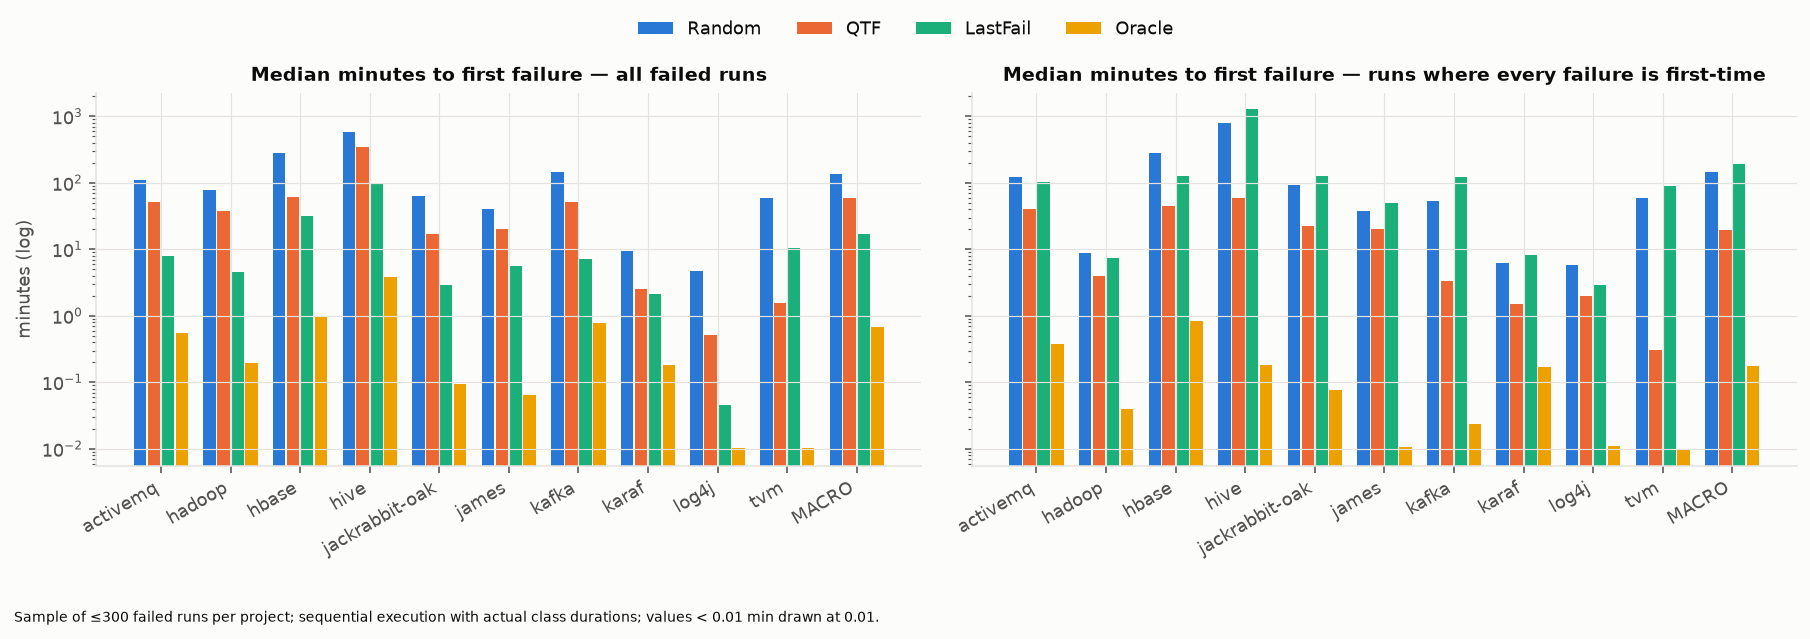 Random QTF LastFail Oracle
Median minutes to first failure — all failed runs
Median minutes to first failure — runs where every failure is first-time
minutes (log)
10³
10²
10¹
10⁰
10⁻¹
10⁻²
activemq hadoop hbase hive jackrabbit-oak james kafka karaf log4j tvm MACRO
activemq hadoop hbase hive jackrabbit-oak james kafka karaf log4j tvm MACRO
Sample of ≤300 failed runs per project; sequential execution with actual class durations; values < 0.01 min drawn at 0.01.